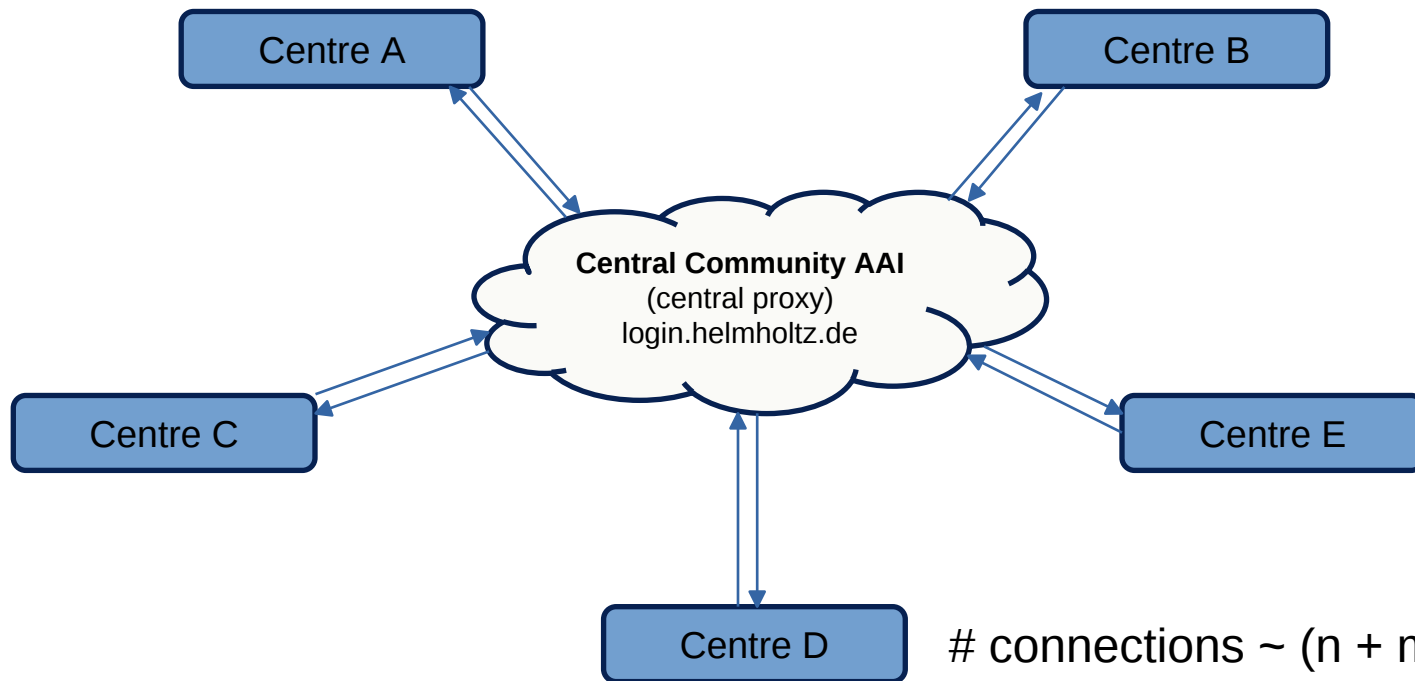 Centre A
Centre B
Central Community AAI
(central proxy)
login.helmholtz.de
Centre C
Centre E
Centre D
# connections ~ (n +